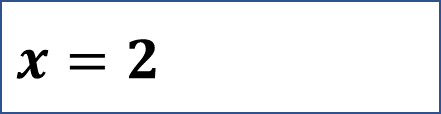 x = 2